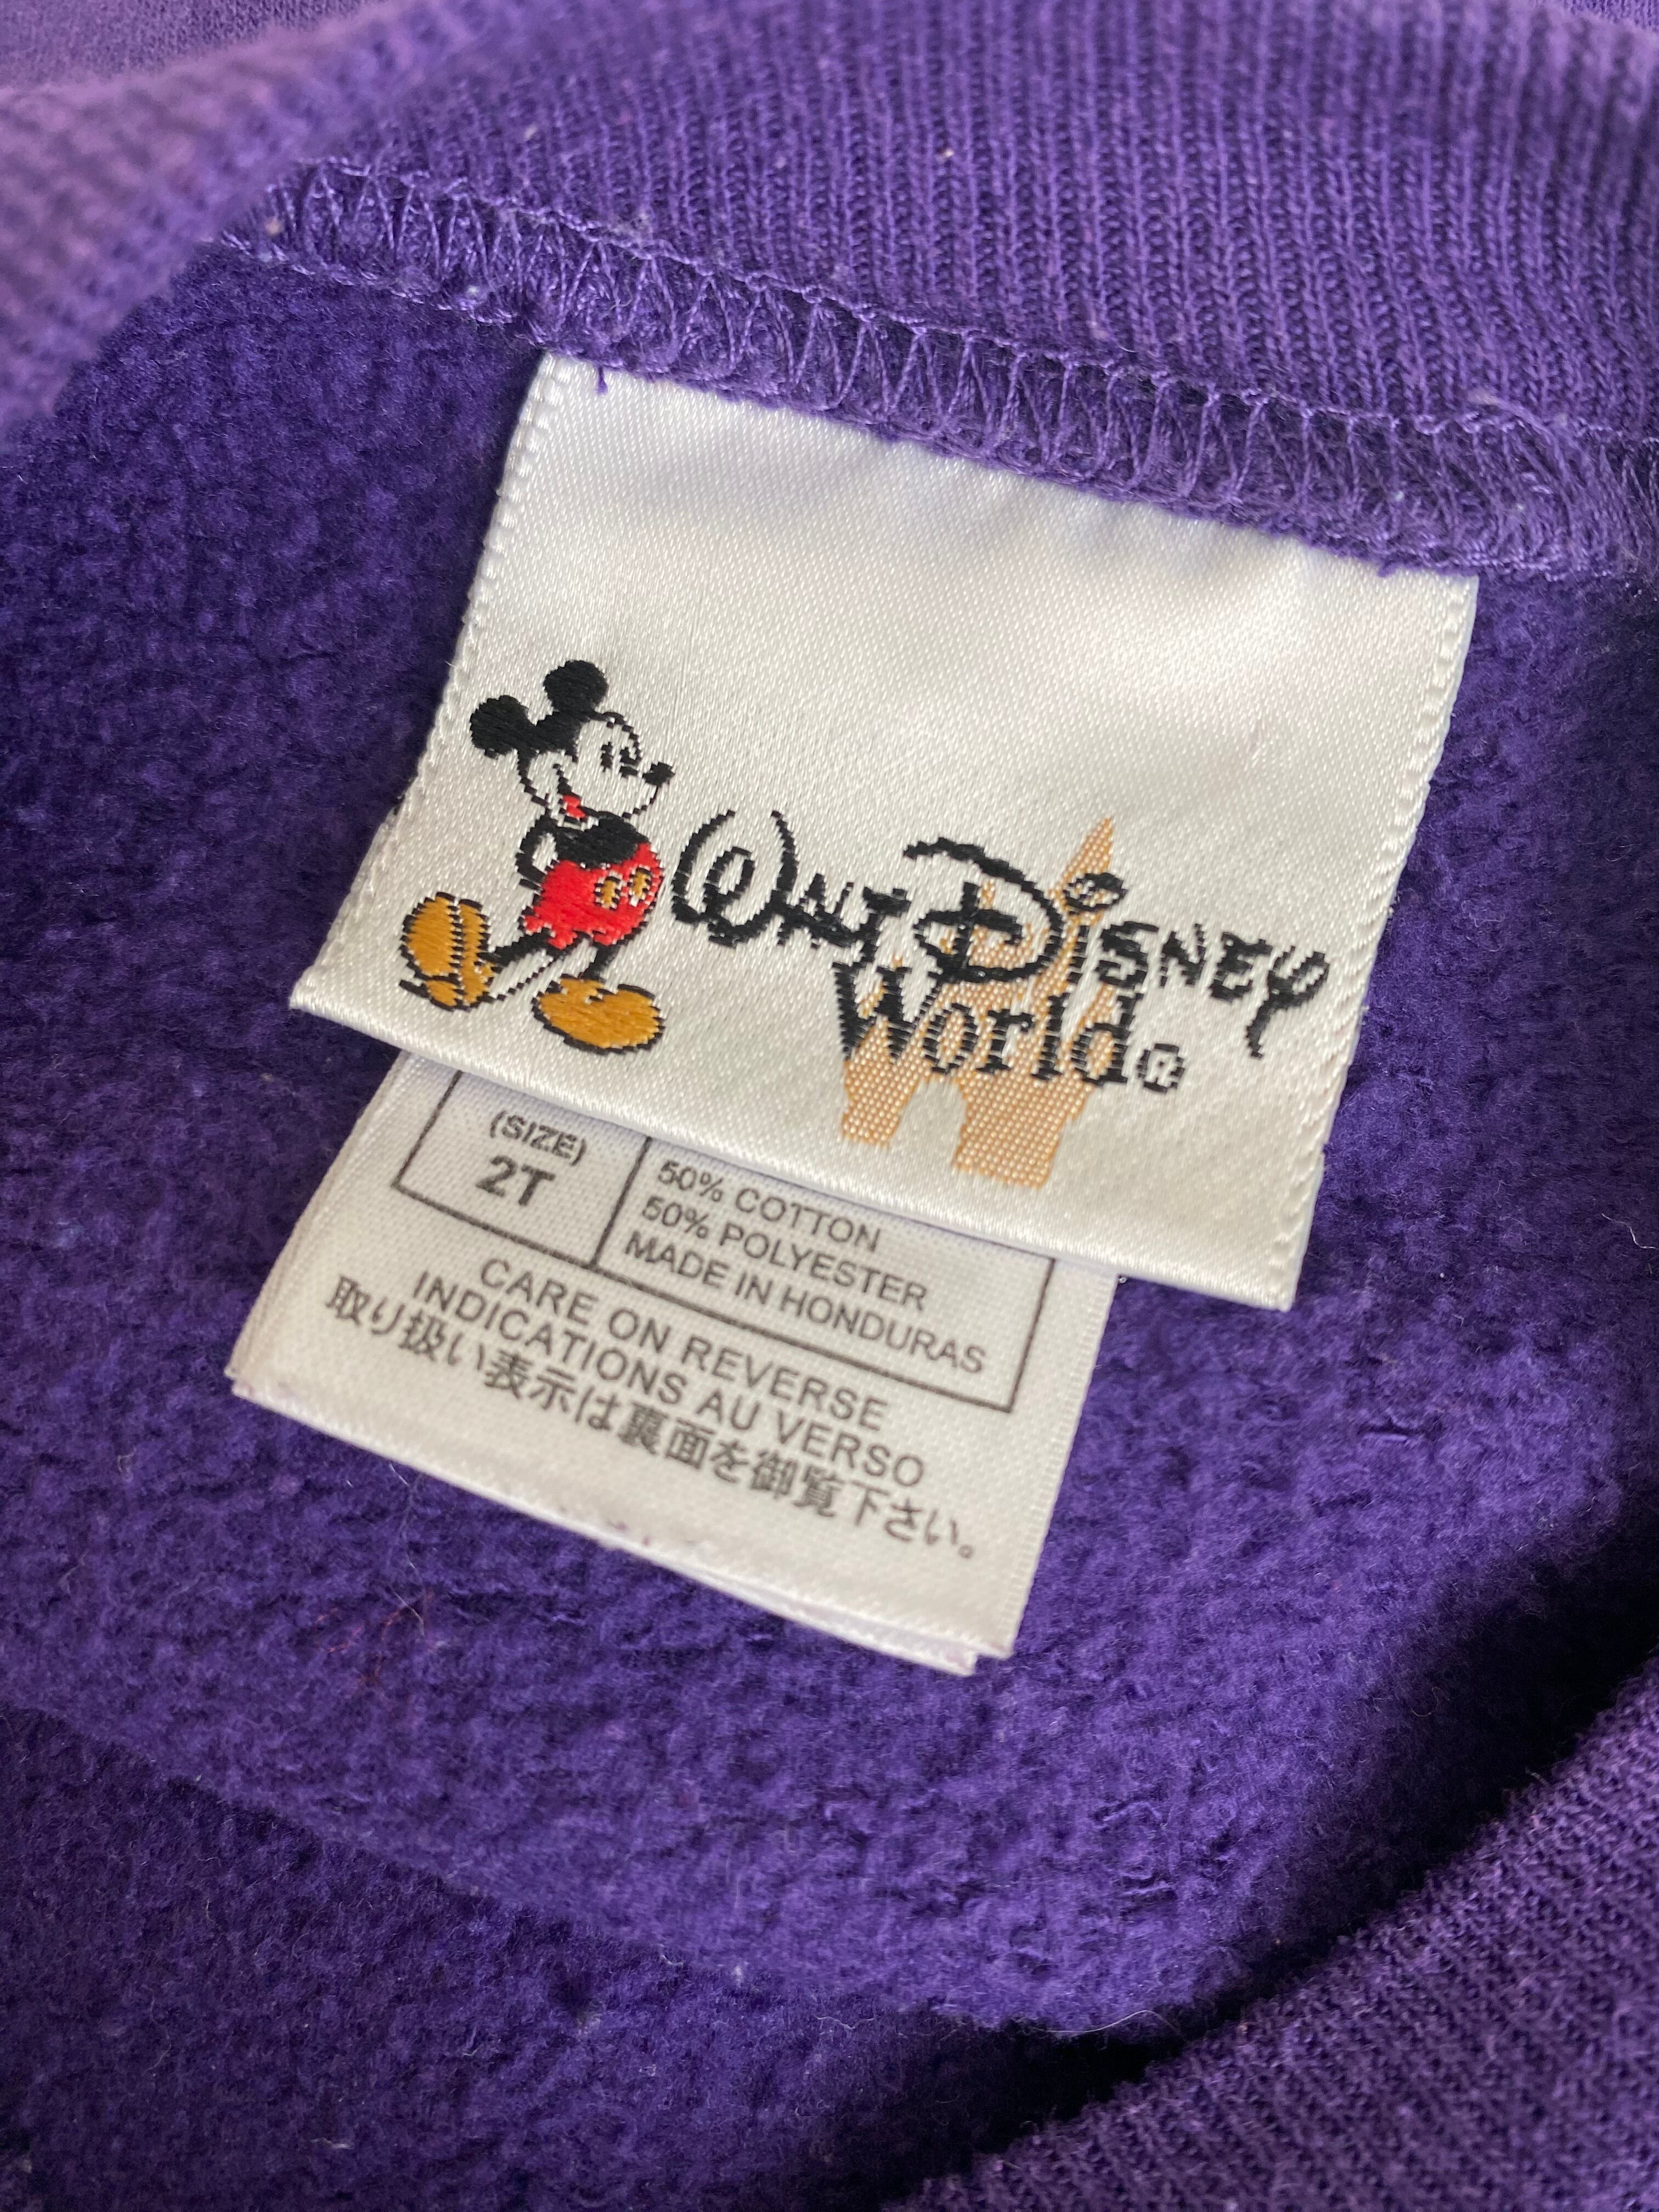 Walt Disney
World®
(SIZE)
2T
50% COTTON
50% POLYESTER
MADE IN HONDURAS
CARE ON REVERSE
INDICATIONS AU VERSO
取り扱い表示は裏面を御覧下さい。